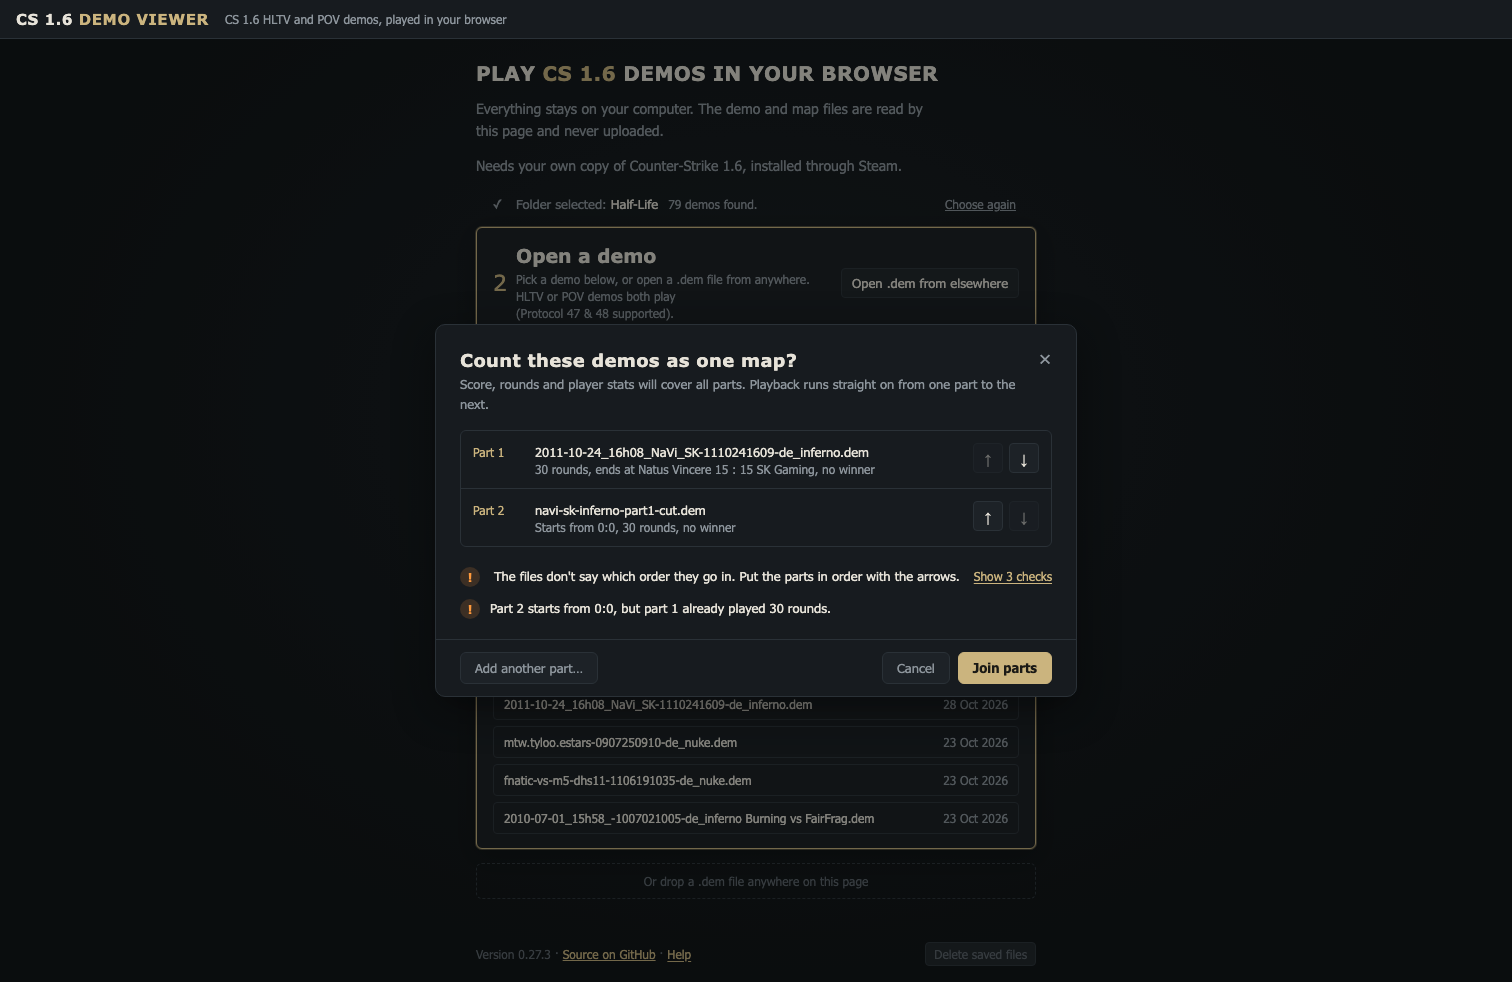 CS 1.6 DEMO VIEWER CS 1.6 HLTV and POV demos, played in your browser
PLAY CS 1.6 DEMOS IN YOUR BROWSER
Everything stays on your computer. The demo and map files are read by
this page and never uploaded.
Needs your own copy of Counter-Strike 1.6, installed through Steam.
✓ Folder selected: Half-Life 79 demos found. Choose again
Open a demo
2 Pick a demo below, or open a .dem file from anywhere.
HLTV or POV demos both play
(Protocol 47 & 48 supported).
Open .dem from elsewhere
Count these demos as one map? ✕
Score, rounds and player stats will cover all parts. Playback runs straight on from one part to the
next.
Part 1 2011-10-24_16h08_NaVi_SK-1110241609-de_inferno.dem ↑ ↓
30 rounds, ends at Natus Vincere 15 : 15 SK Gaming, no winner
Part 2 navi-sk-inferno-part1-cut.dem ↑ ↓
Starts from 0:0, 30 rounds, no winner
! The files don't say which order they go in. Put the parts in order with the arrows. Show 3 checks
! Part 2 starts from 0:0, but part 1 already played 30 rounds.
Add another part... Cancel Join parts
2011-10-24_16h08_NaVi_SK-1110241609-de_inferno.dem 28 Oct 2026
mtw.tyloo.estars-0907250910-de_nuke.dem 23 Oct 2026
fnatic-vs-m5-dhs11-1106191035-de_nuke.dem 23 Oct 2026
2010-07-01_15h58_-1007021005-de_inferno Burning vs FairFrag.dem 23 Oct 2026
Or drop a .dem file anywhere on this page
Version 0.27.3 · Source on GitHub · Help Delete saved files